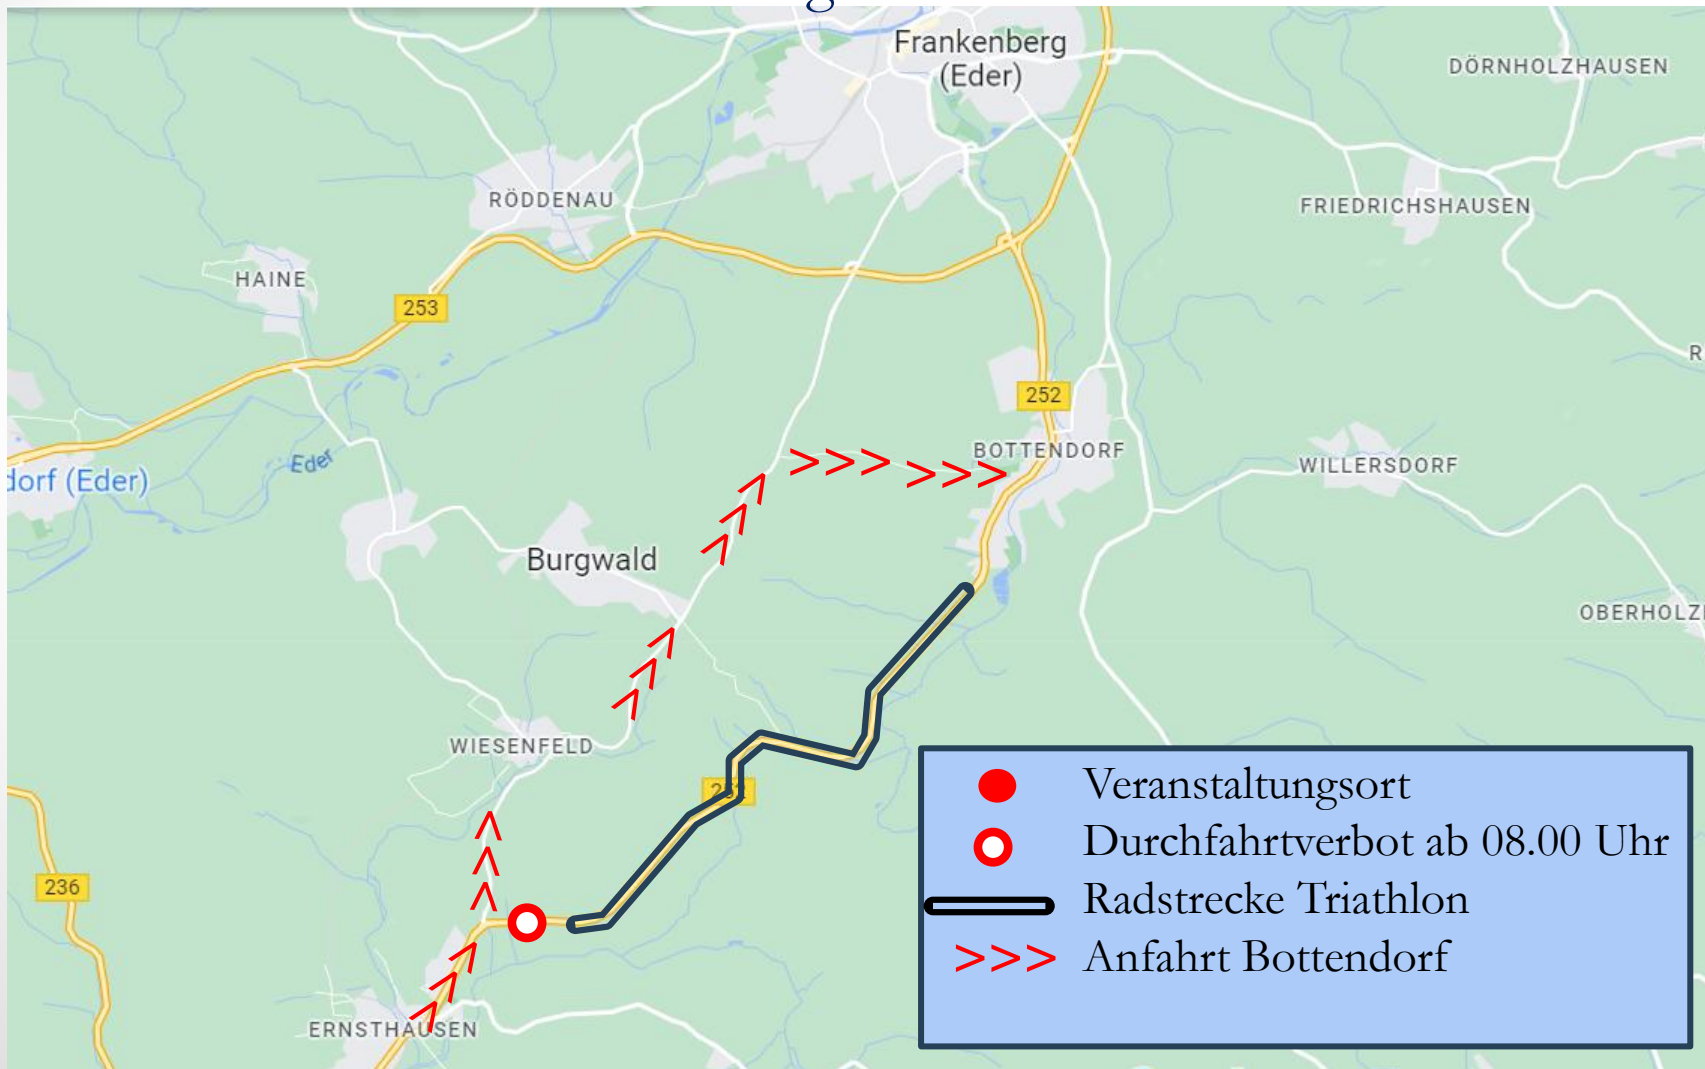 g
Frankenberg
(Eder)
DÖRNHOLZHAUSEN
RÖDDENAU
FRIEDRICHSHAUSEN
HAINE
253
R
252
BOTTENDORF
WILLERSDORF
Eder
dorf (Eder)
>>> >>>
Burgwald
OBERHOLZ
WIESENFELD
236
ERNSTHAUSEN
Veranstaltungsort
Durchfahrtverbot ab 08.00 Uhr
Radstrecke Triathlon
>>> Anfahrt Bottendorf